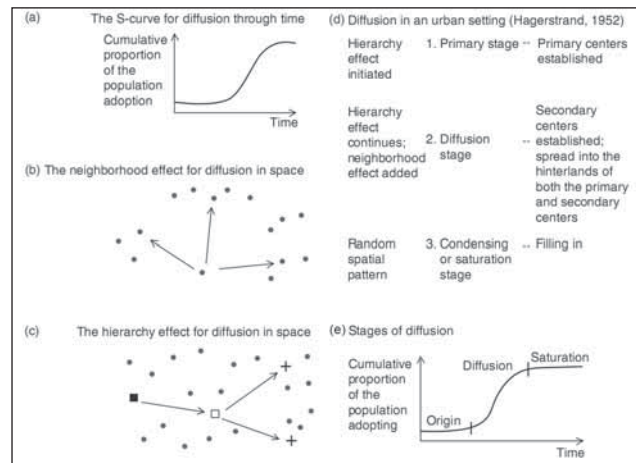 (a) The S-curve for diffusion through time
Cumulative
proportion
of the
population
adoption
Time
(b) The neighborhood effect for diffusion in space
(c) The hierarchy effect for diffusion in space
(d) Diffusion in an urban setting (Hagerstrand, 1952)
Hierarchy
effect
initiated
1. Primary stage
↔ Primary centers
established
Hierarchy
effect
continues;
neighborhood
effect added
2. Diffusion
stage
↔
Secondary
centers
established;
spread into the
hinterlands of
both the primary
and secondary
centers
Random
spatial
pattern
3. Condensing
or saturation
stage
↔ Filling in
(e) Stages of diffusion
Cumulative
proportion
of the
population
adopting
Origin
Diffusion
Saturation
Time